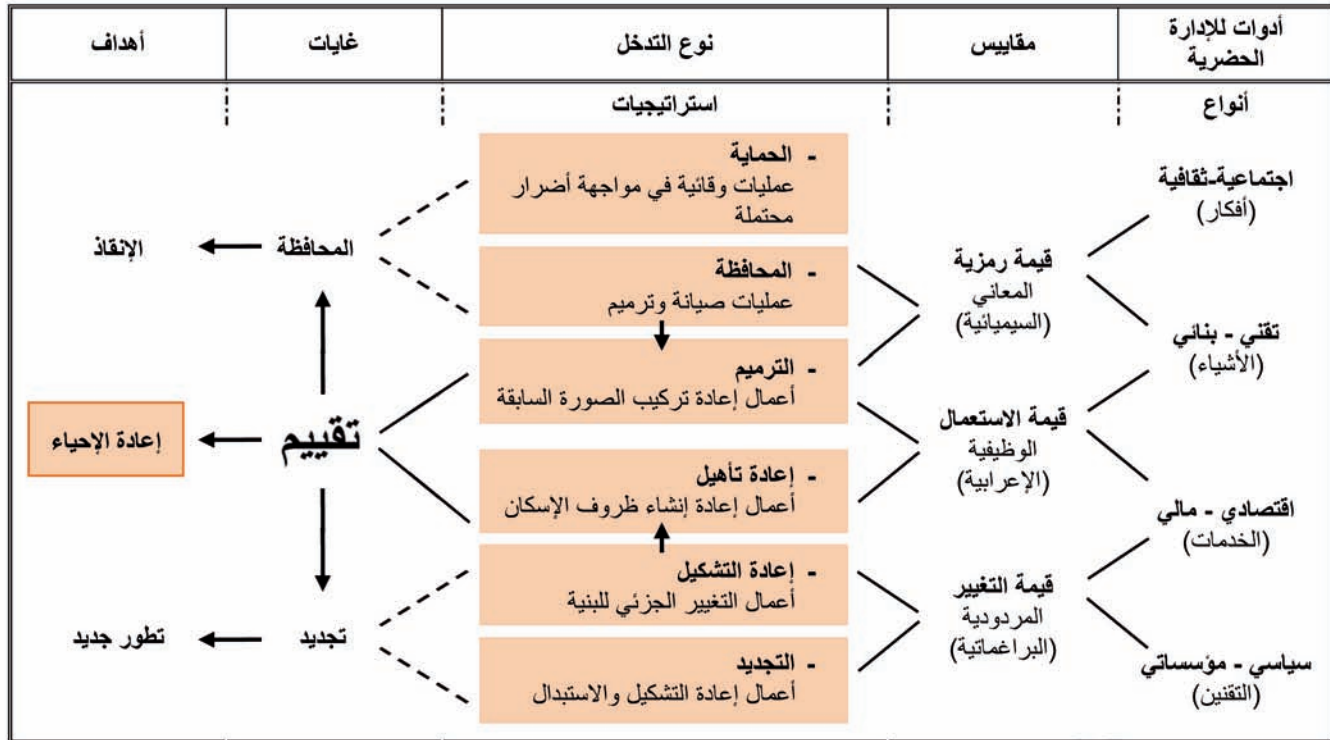 أدوات للإدارة
الحضرية
مقاييس
نوع التدخل
غايات
أهداف
أنواع
استراتيجيات
اجتماعية-ثقافية
(أفكار)
تقني - بنائي
(الأشياء)
اقتصادي - مالي
(الخدمات)
سياسي - مؤسساتي
(التقنين)
قيمة رمزية
المعاني
(السيميائية)
قيمة الاستعمال
الوظيفية
(الإعرابية)
قيمة التغيير
المردودية
(البراغماتية)
- الحماية
عمليات وقائية في مواجهة أضرار
محتملة
- المحافظة
عمليات صيانة وترميم
- الترميم
أعمال إعادة تركيب الصورة السابقة
- إعادة تأهيل
أعمال إعادة إنشاء ظروف الإسكان
- إعادة التشكيل
أعمال التغيير الجزئي للبنية
- التجديد
أعمال إعادة التشكيل والاستبدال
المحافظة
تقييم
تجديد
الإنقاذ
إعادة الإحياء
تطور جديد